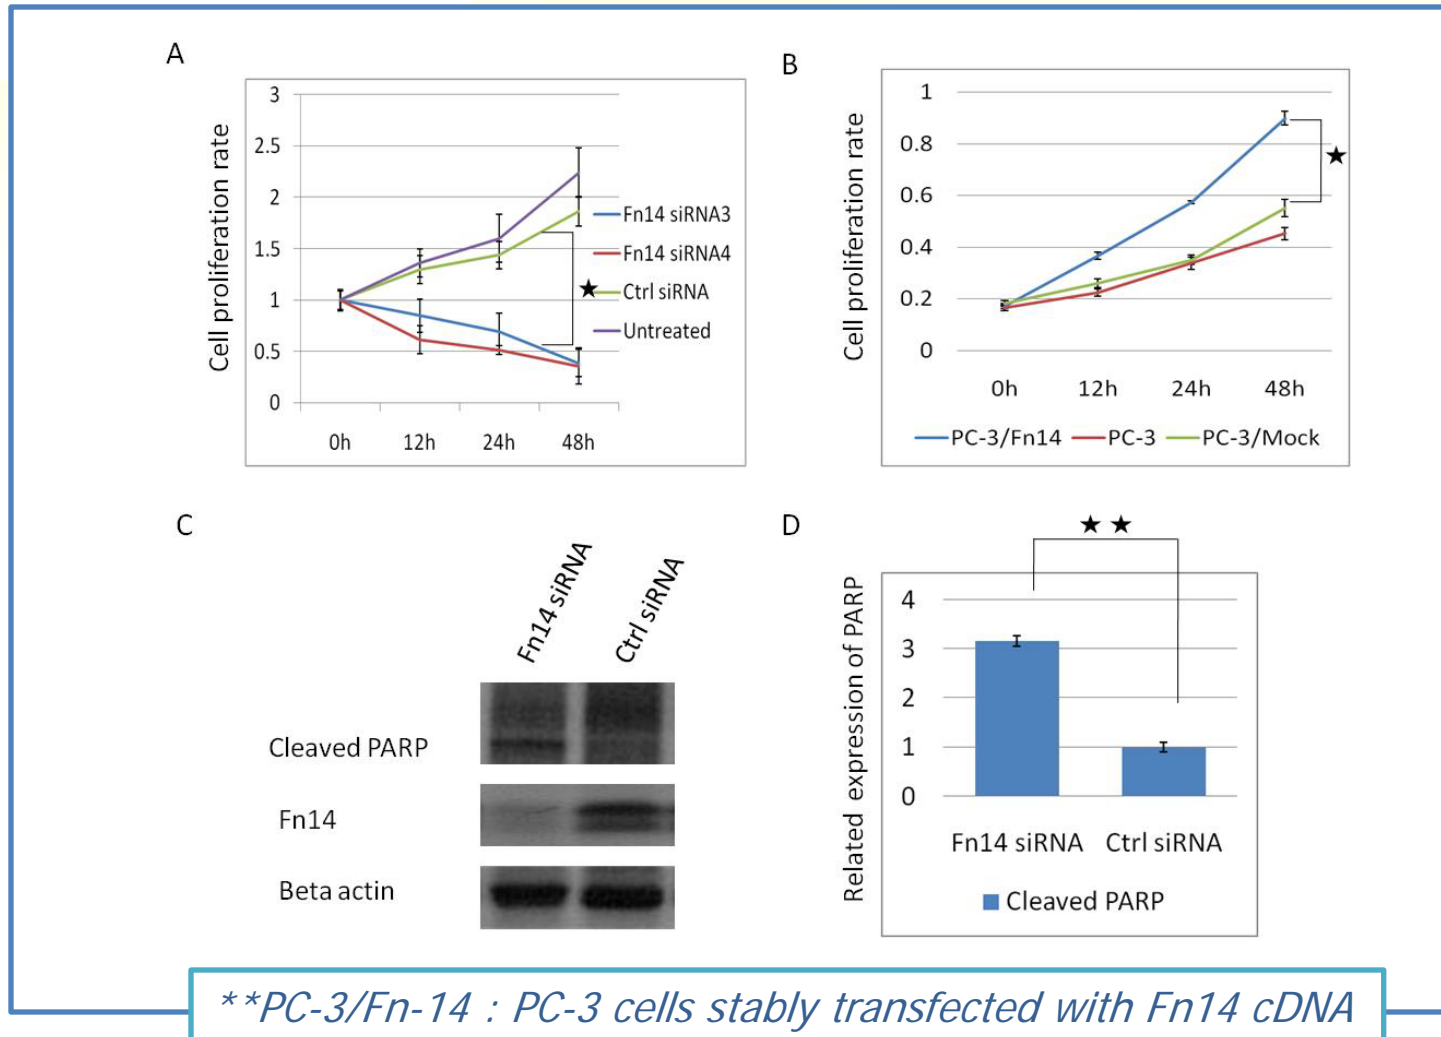 A
Cell proliferation rate
3
2.5
2
1.5
1
0.5
0
0h 12h 24h 48h
Fn14 siRNA3
Fn14 siRNA4
Ctrl siRNA
Untreated
★
B
Cell proliferation rate
1
0.8
0.6
0.4
0.2
0
0h 12h 24h 48h
PC-3/Fn14 PC-3 PC-3/Mock
★
C
Fn14 siRNA
Ctrl siRNA
Cleaved PARP
Fn14
Beta actin
D
★ ★
Related expression of PARP
4
3
2
1
0
Fn14 siRNA Ctrl siRNA
Cleaved PARP
**PC-3/Fn-14 : PC-3 cells stably transfected with Fn14 cDNA